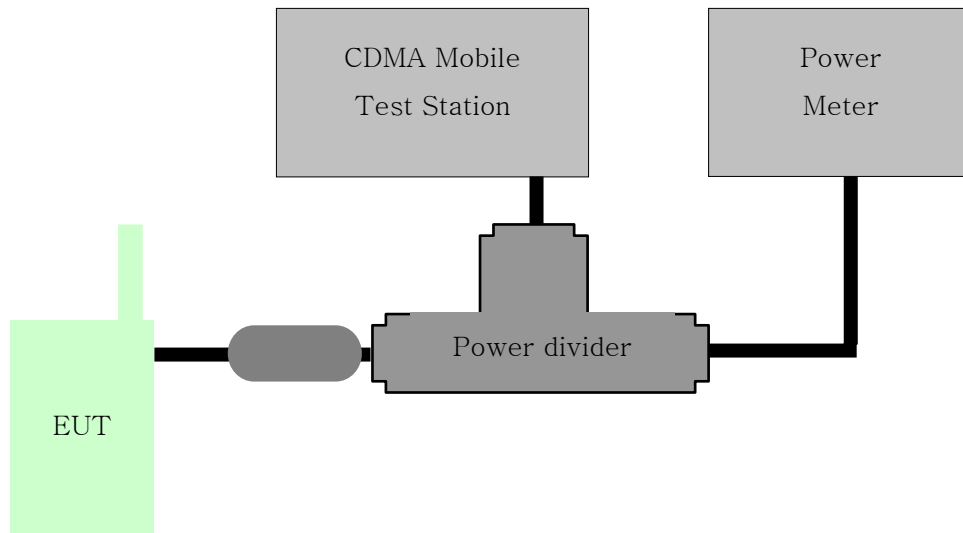 CDMA Mobile
Test Station
Power
Meter
Power divider
EUT